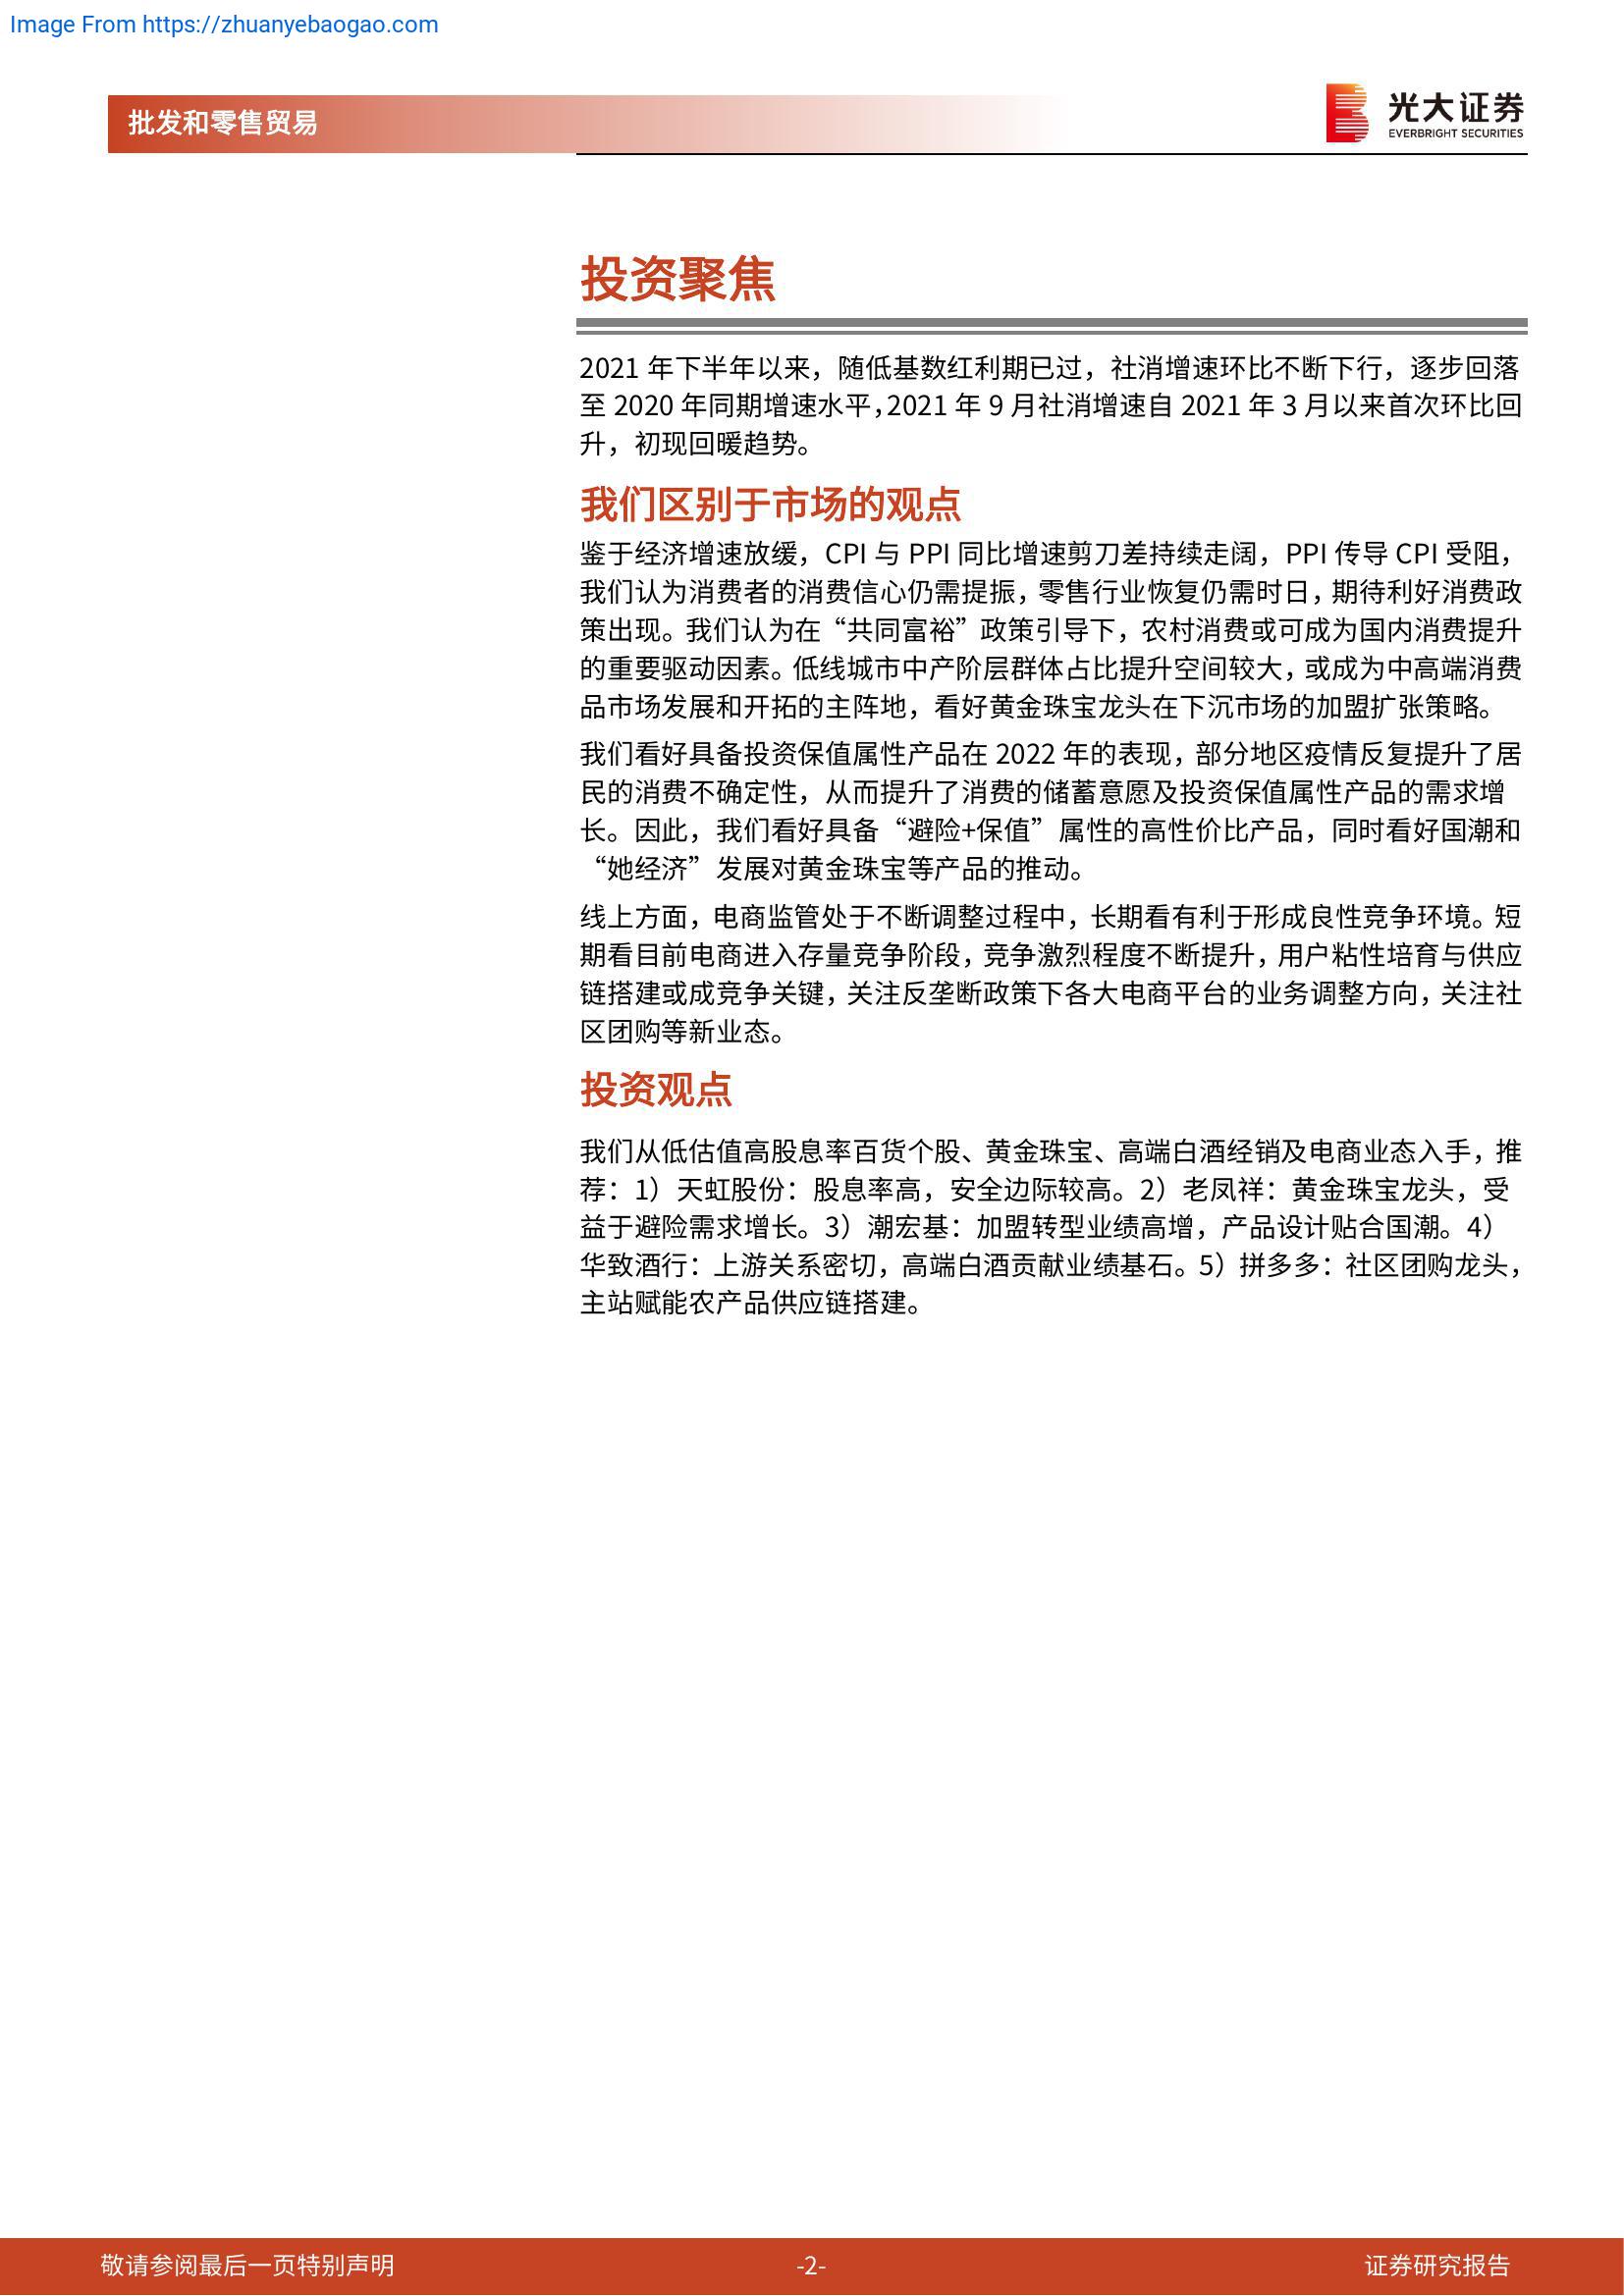 Image From https://zhuanyebaogao.com
批发和零售贸易
光大证券
EVERBRIGHT SECURITIES
投资聚焦
2021 年下半年以来，随低基数红利期已过，社消增速环比不断下行，逐步回落
至 2020 年同期增速水平，2021 年 9 月社消增速自 2021 年 3 月以来首次环比回
升，初现回暖趋势。
我们区别于市场的观点
鉴于经济增速放缓，CPI 与 PPI 同比增速剪刀差持续走阔，PPI 传导 CPI 受阻，
我们认为消费者的消费信心仍需提振，零售行业恢复仍需时日，期待利好消费政
策出现。我们认为在“共同富裕”政策引导下，农村消费或可成为国内消费提升
的重要驱动因素。低线城市中产阶层群体占比提升空间较大，或成为中高端消费
品市场发展和开拓的主阵地，看好黄金珠宝龙头在下沉市场的加盟扩张策略。
我们看好具备投资保值属性产品在 2022 年的表现，部分地区疫情反复提升了居
民的消费不确定性，从而提升了消费的储蓄意愿及投资保值属性产品的需求增
长。因此，我们看好具备“避险+保值”属性的高性价比产品，同时看好国潮和
“她经济”发展对黄金珠宝等产品的推动。
线上方面，电商监管处于不断调整过程中，长期看有利于形成良性竞争环境。短
期看目前电商进入存量竞争阶段，竞争激烈程度不断提升，用户粘性培育与供应
链搭建或成竞争关键，关注反垄断政策下各大电商平台的业务调整方向，关注社
区团购等新业态。
投资观点
我们从低估值高股息率百货个股、黄金珠宝、高端白酒经销及电商业态入手，推
荐：1）天虹股份：股息率高，安全边际较高。2）老凤祥：黄金珠宝龙头，受
益于避险需求增长。3）潮宏基：加盟转型业绩高增，产品设计贴合国潮。4）
华致酒行：上游关系密切，高端白酒贡献业绩基石。5）拼多多：社区团购龙头，
主站赋能农产品供应链搭建。
敬请参阅最后一页特别声明
-2-
证券研究报告